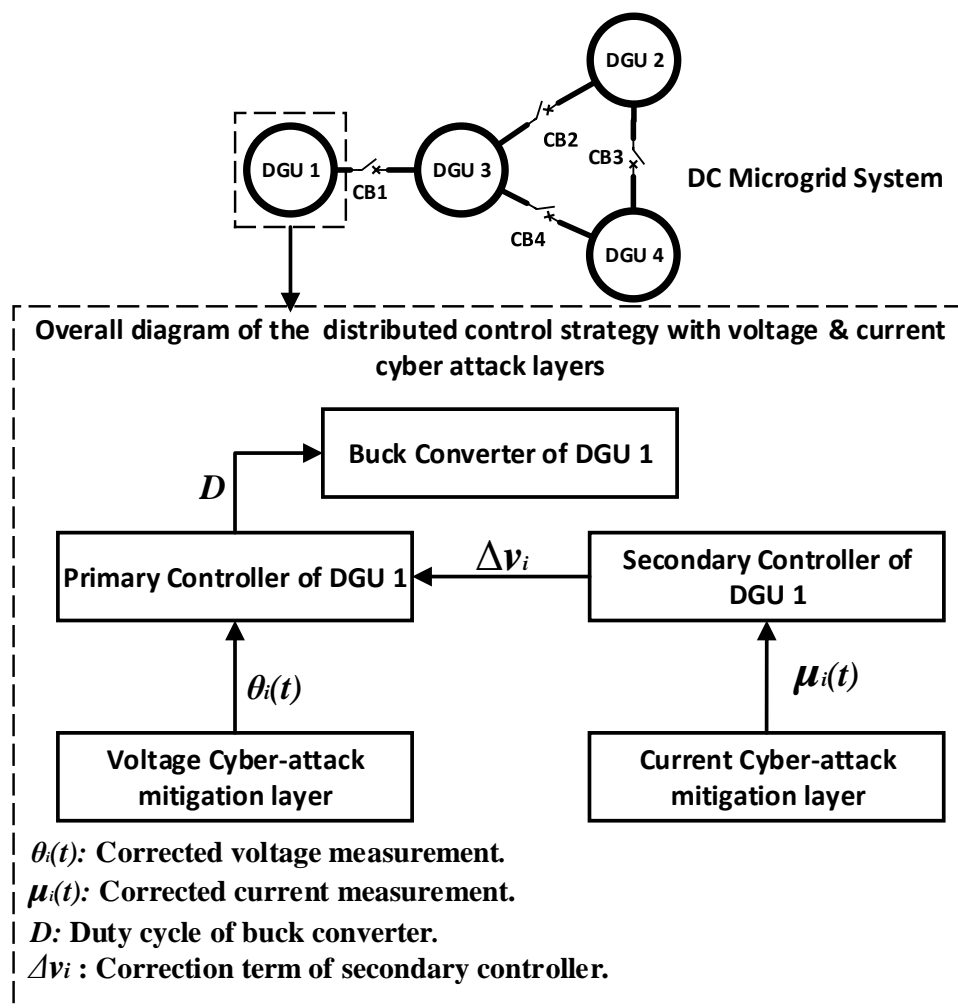 DGU 2
DGU 1
CB1
DGU 3
CB2
CB3
CB4
DGU 4
DC Microgrid System
Overall diagram of the distributed control strategy with voltage & current
cyber attack layers
Buck Converter of DGU 1
D
Primary Controller of DGU 1
Δvᵢ
Secondary Controller of
DGU 1
θᵢ(t)
μᵢ(t)
Voltage Cyber-attack
mitigation layer
Current Cyber-attack
mitigation layer
θᵢ(t): Corrected voltage measurement.
μᵢ(t): Corrected current measurement.
D: Duty cycle of buck converter.
Δvᵢ : Correction term of secondary controller.